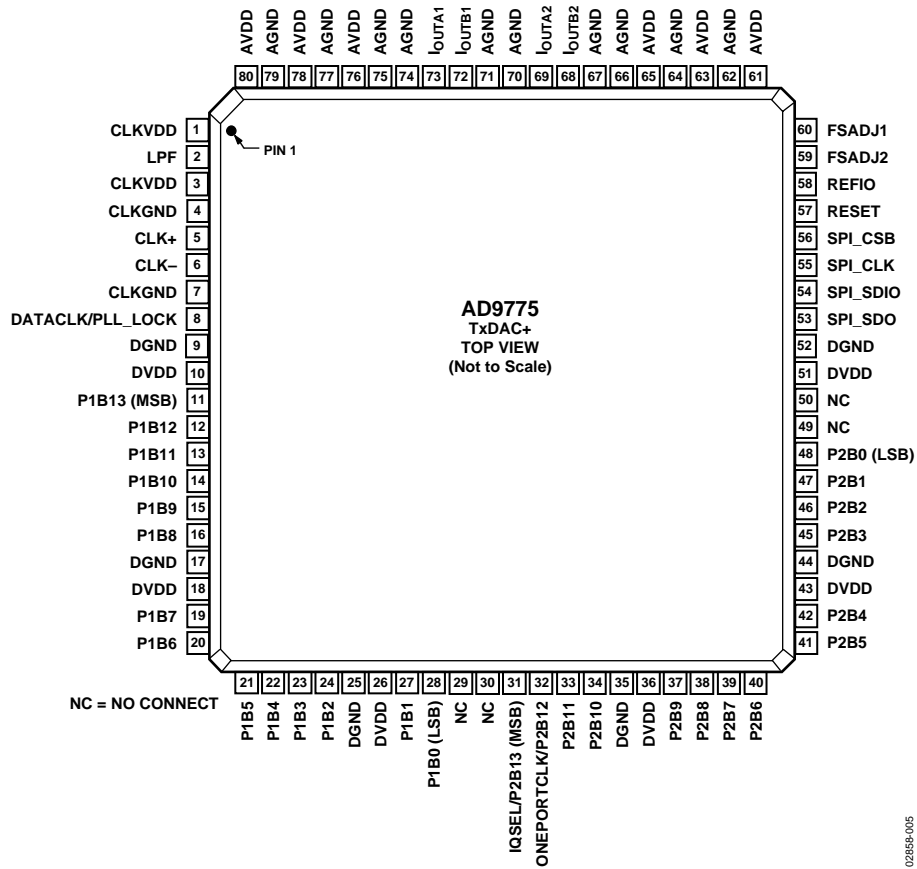 AVDD AGND AVDD AGND AVDD AGND AGND IOUTA1 IOUTB1 AGND AGND IOUTA2 IOUTB2 AGND AGND AVDD AGND AVDD AGND AVDD
80 79 78 77 76 75 74 73 72 71 70 69 68 67 66 65 64 63 62 61
CLKVDD 1
LPF 2
CLKVDD 3
CLKGND 4
CLK+ 5
CLK– 6
CLKGND 7
DATACLK/PLL_LOCK 8
DGND 9
DVDD 10
P1B13 (MSB) 11
P1B12 12
P1B11 13
P1B10 14
P1B9 15
P1B8 16
DGND 17
DVDD 18
P1B7 19
P1B6 20
PIN 1
AD9775
TxDAC+
TOP VIEW
(Not to Scale)
60 FSADJ1
59 FSADJ2
58 REFIO
57 RESET
56 SPI_CSB
55 SPI_CLK
54 SPI_SDIO
53 SPI_SDO
52 DGND
51 DVDD
50 NC
49 NC
48 P2B0 (LSB)
47 P2B1
46 P2B2
45 P2B3
44 DGND
43 DVDD
42 P2B4
41 P2B5
21 22 23 24 25 26 27 28 29 30 31 32 33 34 35 36 37 38 39 40
NC = NO CONNECT
P1B5 P1B4 P1B3 P1B2 DGND DVDD P1B1 P1B0 (LSB) NC NC IQSEL/P2B13 (MSB) ONEPORTCLK/P2B12 P2B11 P2B10 DGND DVDD P2B9 P2B8 P2B7 P2B6
02858-005